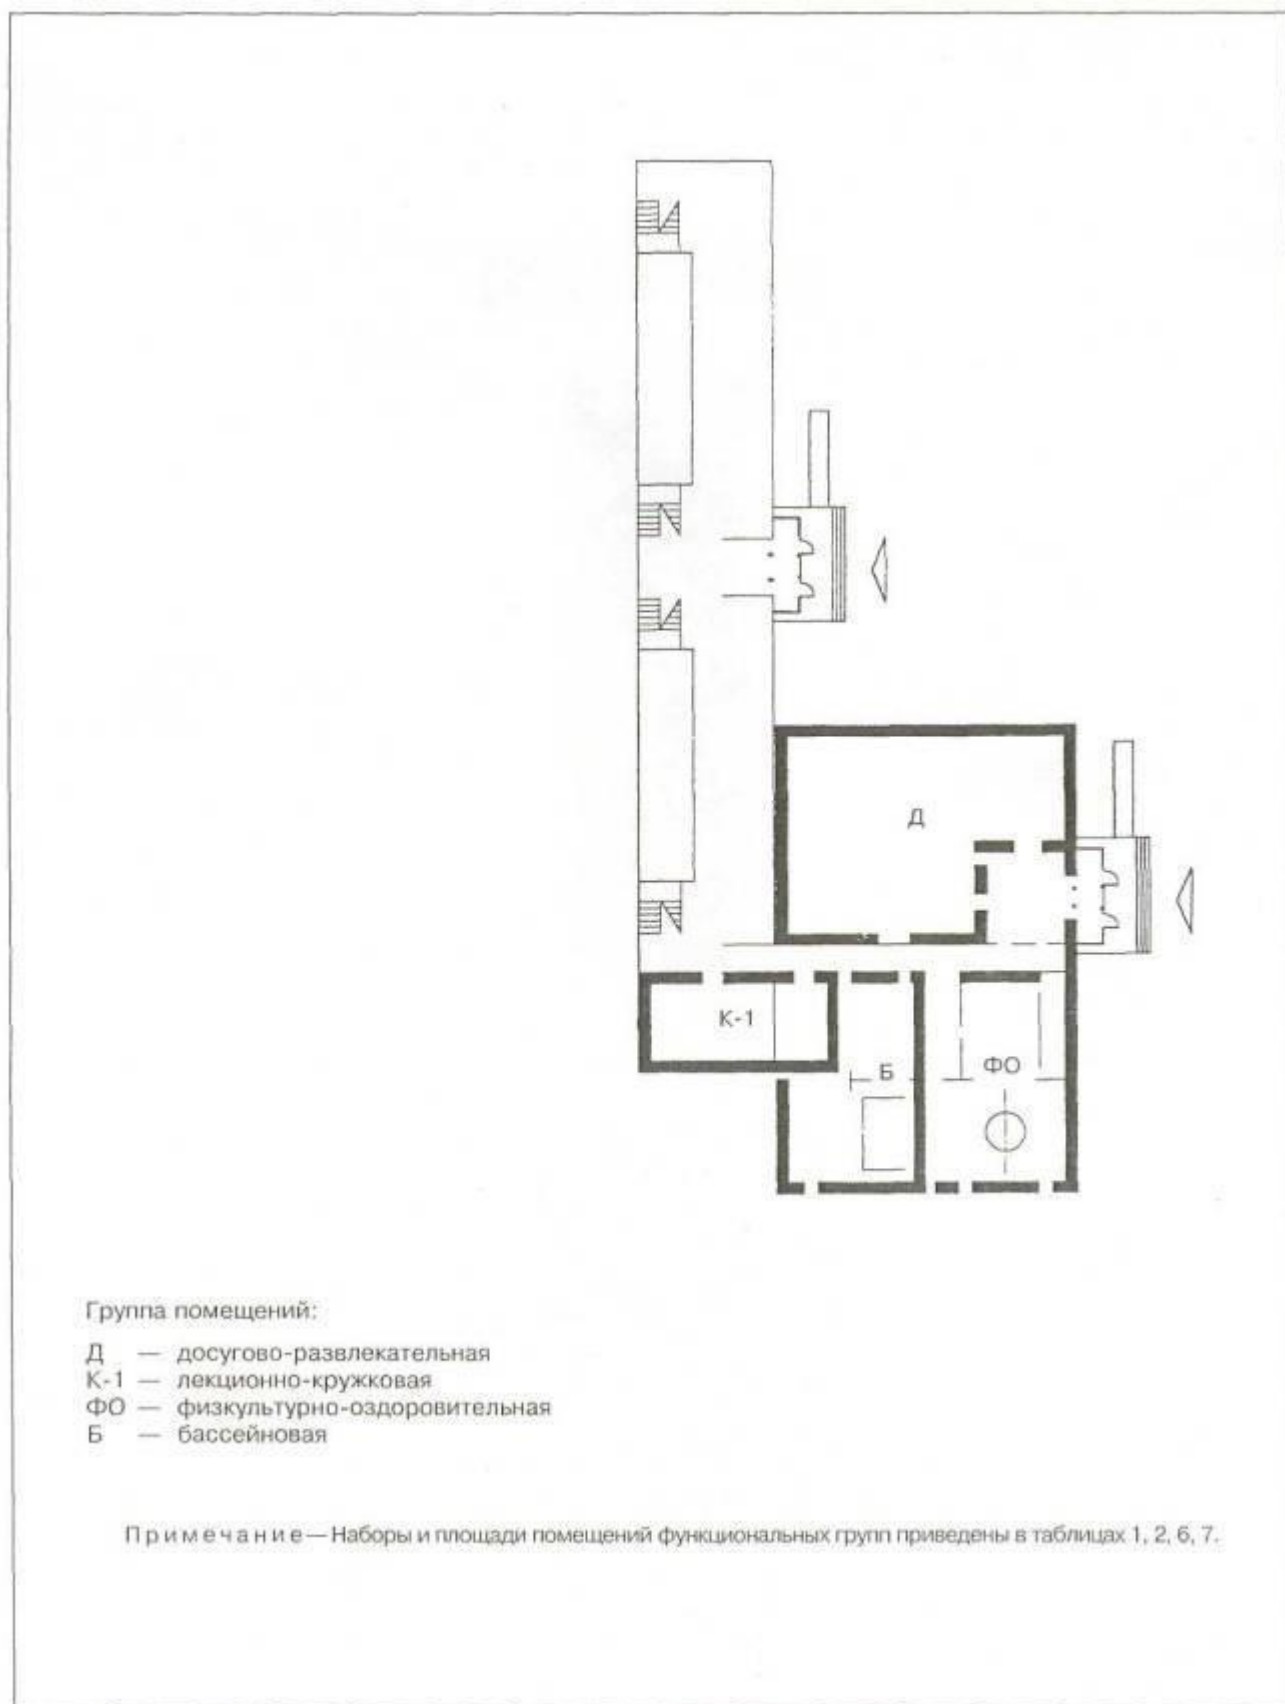 Д
К-1
Б
ФО
Группа помещений:
Д — досугово-развлекательная
К-1 — лекционно-кружковая
ФО — физкультурно-оздоровительная
Б — бассейновая
Примечание — Наборы и площади помещений функциональных групп приведены в таблицах 1, 2, 6, 7.